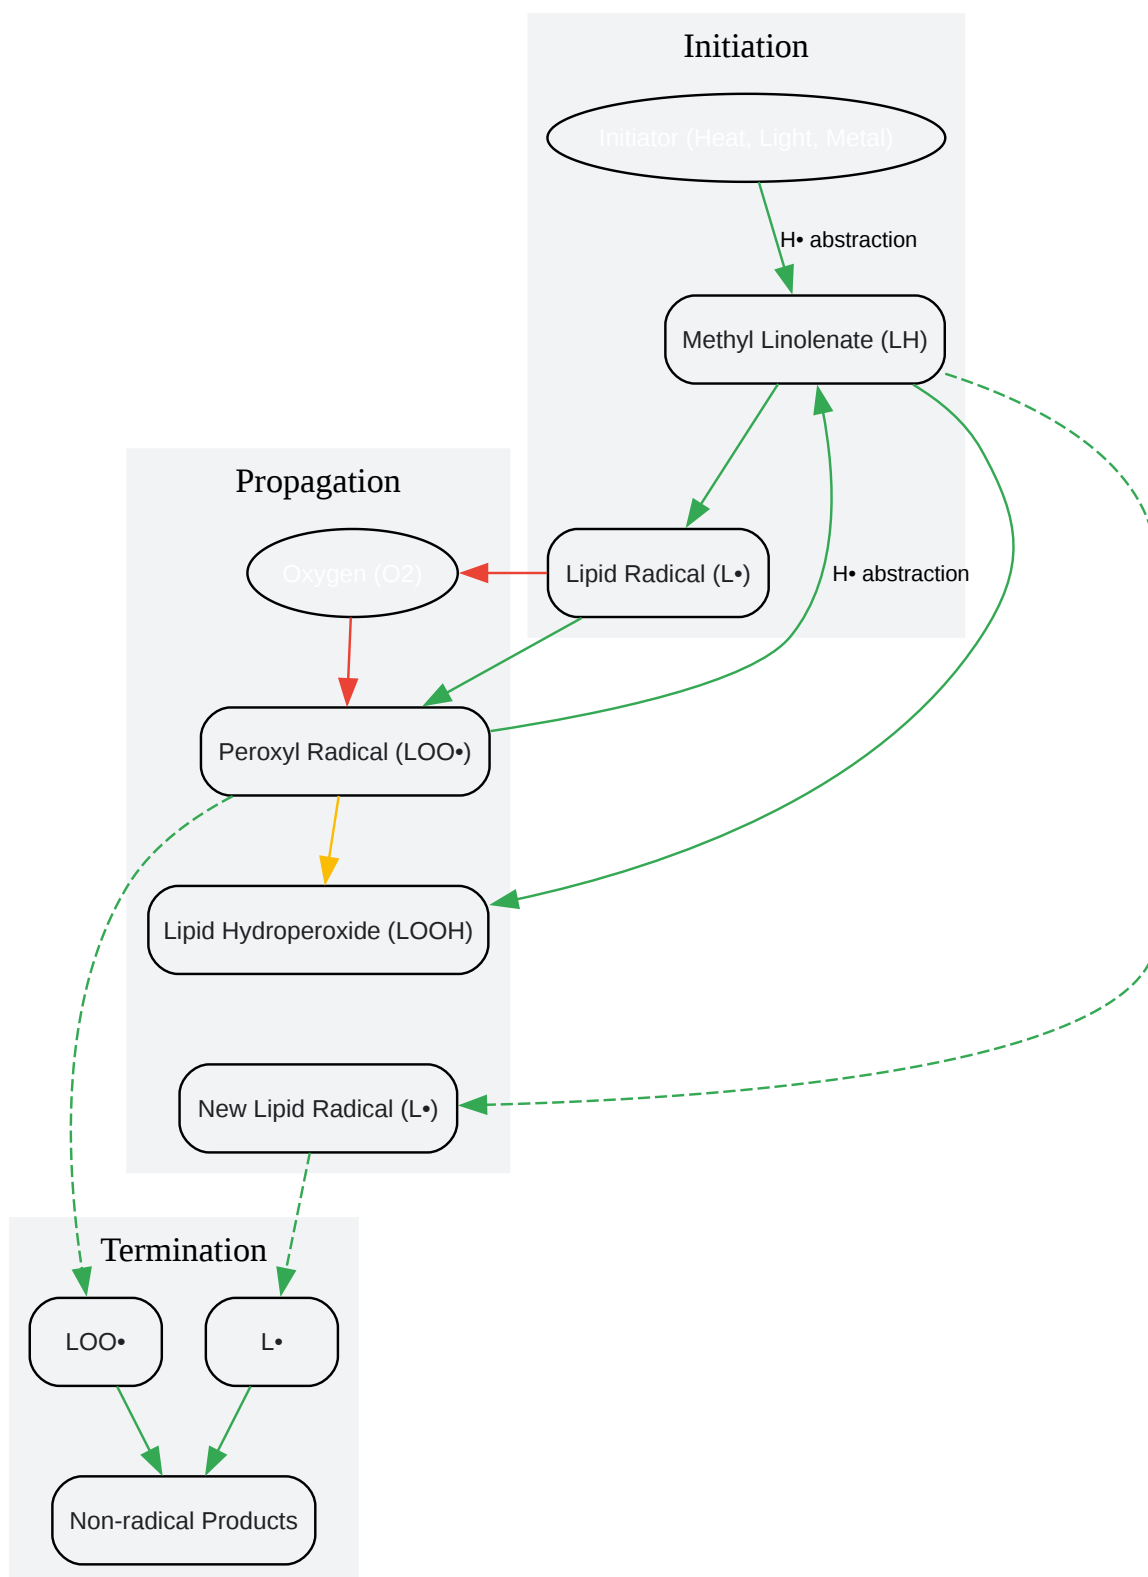 Initiation
Initiator (Heat, Light, Metal)
H• abstraction
Methyl Linolenate (LH)
Propagation
Oxygen (O2)
Lipid Radical (L•)
H• abstraction
Peroxyl Radical (LOO•)
Lipid Hydroperoxide (LOOH)
New Lipid Radical (L•)
Termination
LOO•
L•
Non-radical Products